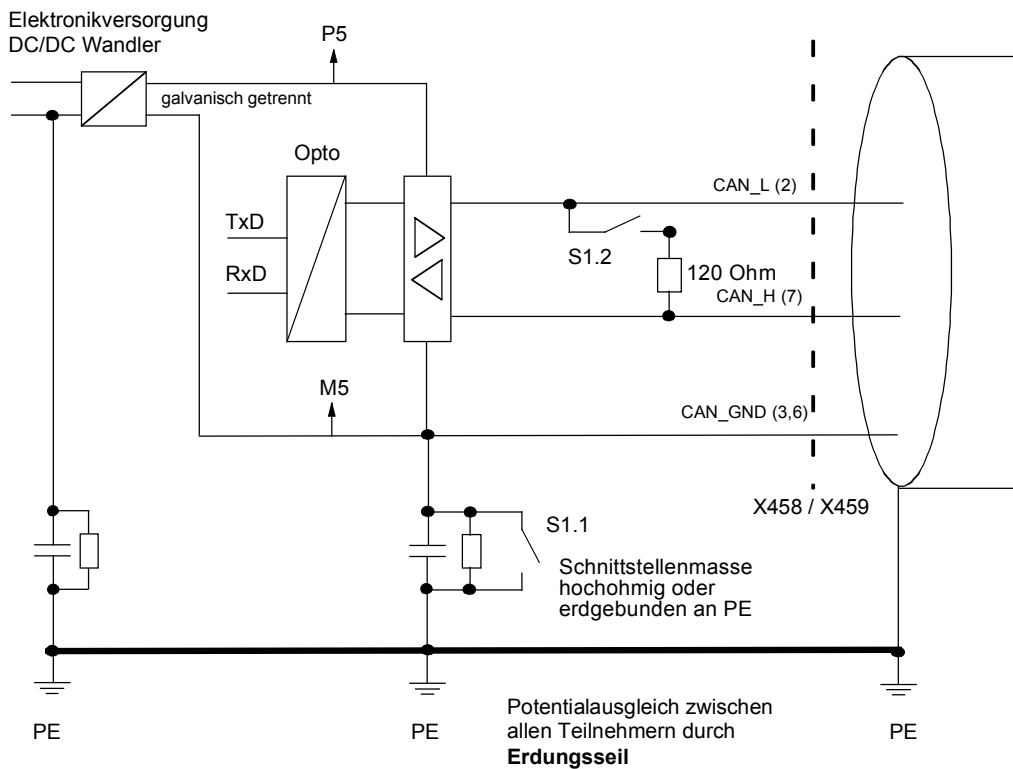 Elektronikversorgung
DC/DC Wandler
P5
galvanisch getrennt
Opto
CAN_L (2)
TxD
S1.2
RxD
120 Ohm
CAN_H (7)
M5
CAN_GND (3,6)
X458 / X459
S1.1
Schnittstellenmasse
hochohmig oder
erdgebunden an PE
Potentialausgleich zwischen
allen Teilnehmern durch
Erdungsseil
PE
PE
PE